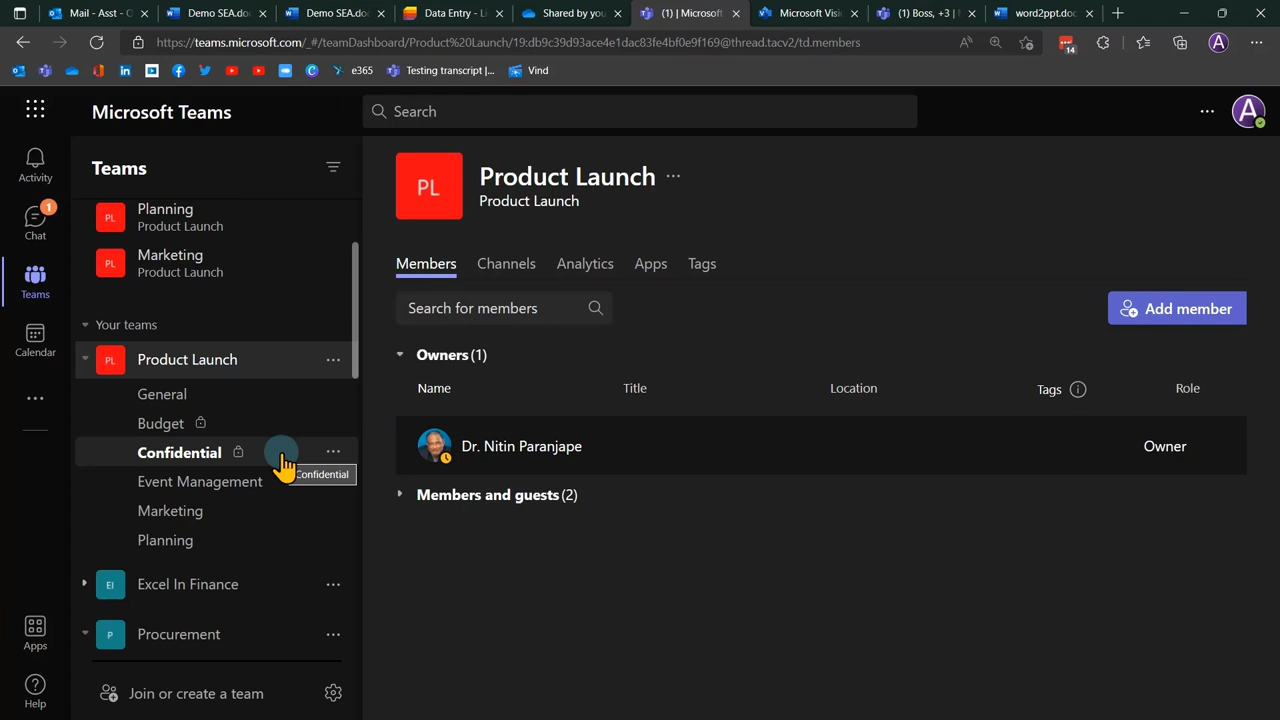 Mail - Asst - O
Demo SEA.doc
Demo SEA.doc
Data Entry - Li
Shared by you
(1) | Microsoft
Microsoft Visi
(1) Boss, +3 |
word2ppt.doc
https://teams.microsoft.com/_#/teamDashboard/Product%20Launch/19:db9c39d93ace4e1dac83fe4bf0e9f169@thread.tacv2/td.members
14
A
e365
Testing transcript |...
Vind
Microsoft Teams
Search
A
Activity
1
Chat
Teams
Calendar
Apps
Help
Teams
PL
Planning
Product Launch
PL
Marketing
Product Launch
Your teams
PL
Product Launch
General
Budget
Confidential
Confidential
Event Management
Marketing
Planning
EI
Excel In Finance
P
Procurement
Join or create a team
PL
Product Launch
Product Launch
Members
Channels
Analytics
Apps
Tags
Search for members
Add member
Owners (1)
Name
Title
Location
Tags
Role
Dr. Nitin Paranjape
Owner
Members and guests (2)